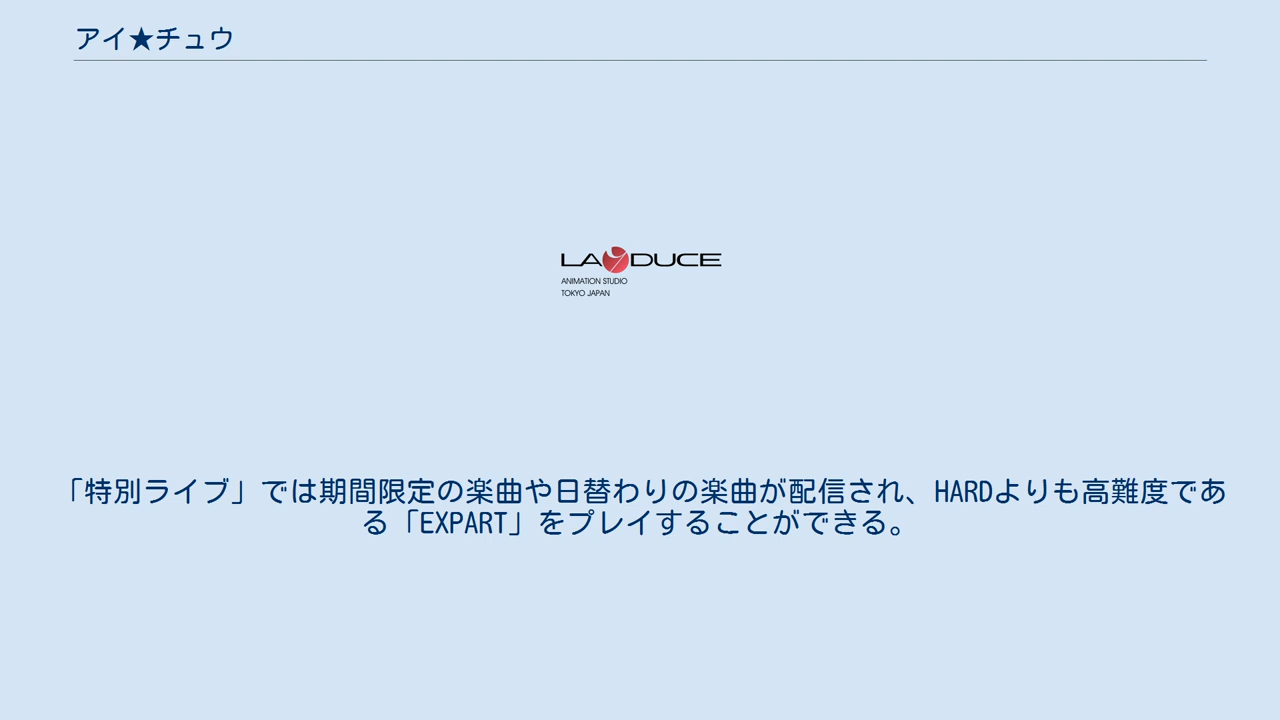 アイ★チュウ
LAYDUCE
ANIMATION STUDIO
TOKYO JAPAN
「特別ライブ」では期間限定の楽曲や日替わりの楽曲が配信され、HARDよりも高難度であ
る「EXPART」をプレイすることができる。